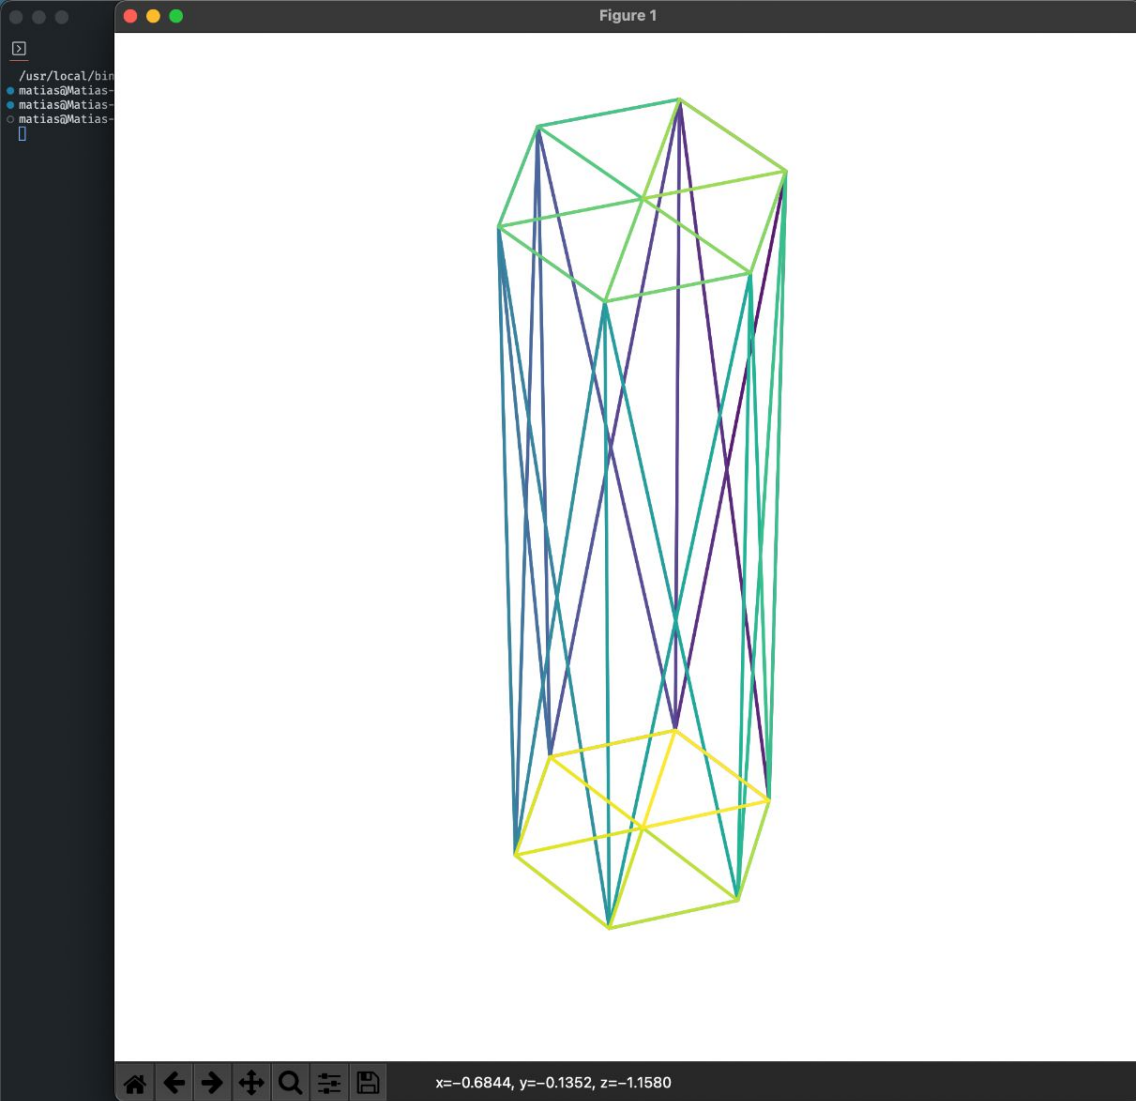 Figure 1
/usr/local/bin
matias@Matias-
matias@Matias-
matias@Matias-
x=−0.6844, y=−0.1352, z=−1.1580